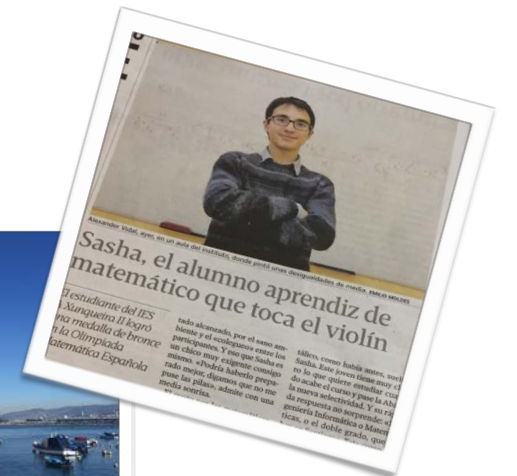 Alexander Vidal, ayer, en un aula del instituto, donde pintó unas desigualdades de media. EMILIO MOLDES
Sasha, el alumno aprendiz de
matemático que toca el violín
El estudiante del IES
Xunqueira II logró
una medalla de bronce
en la Olimpiada
Matemática Española
tado alcanzado, por el sano am-
biente y el «colegueo» entre los
participantes. Y eso que Sasha es
un chico muy exigente consigo
mismo. «Podría haberlo prepa-
rado mejor, digamos que no me
puse las pilas», admite con una
media sonrisa.
tálico, como había antes,
Sasha. Este joven tiene muy
ro lo que quiere estudiar
do acabe el curso y pase la
la nueva selectividad. Y su
da respuesta no sorprende:
geniería Informática o
ticas, o el doble grado, que